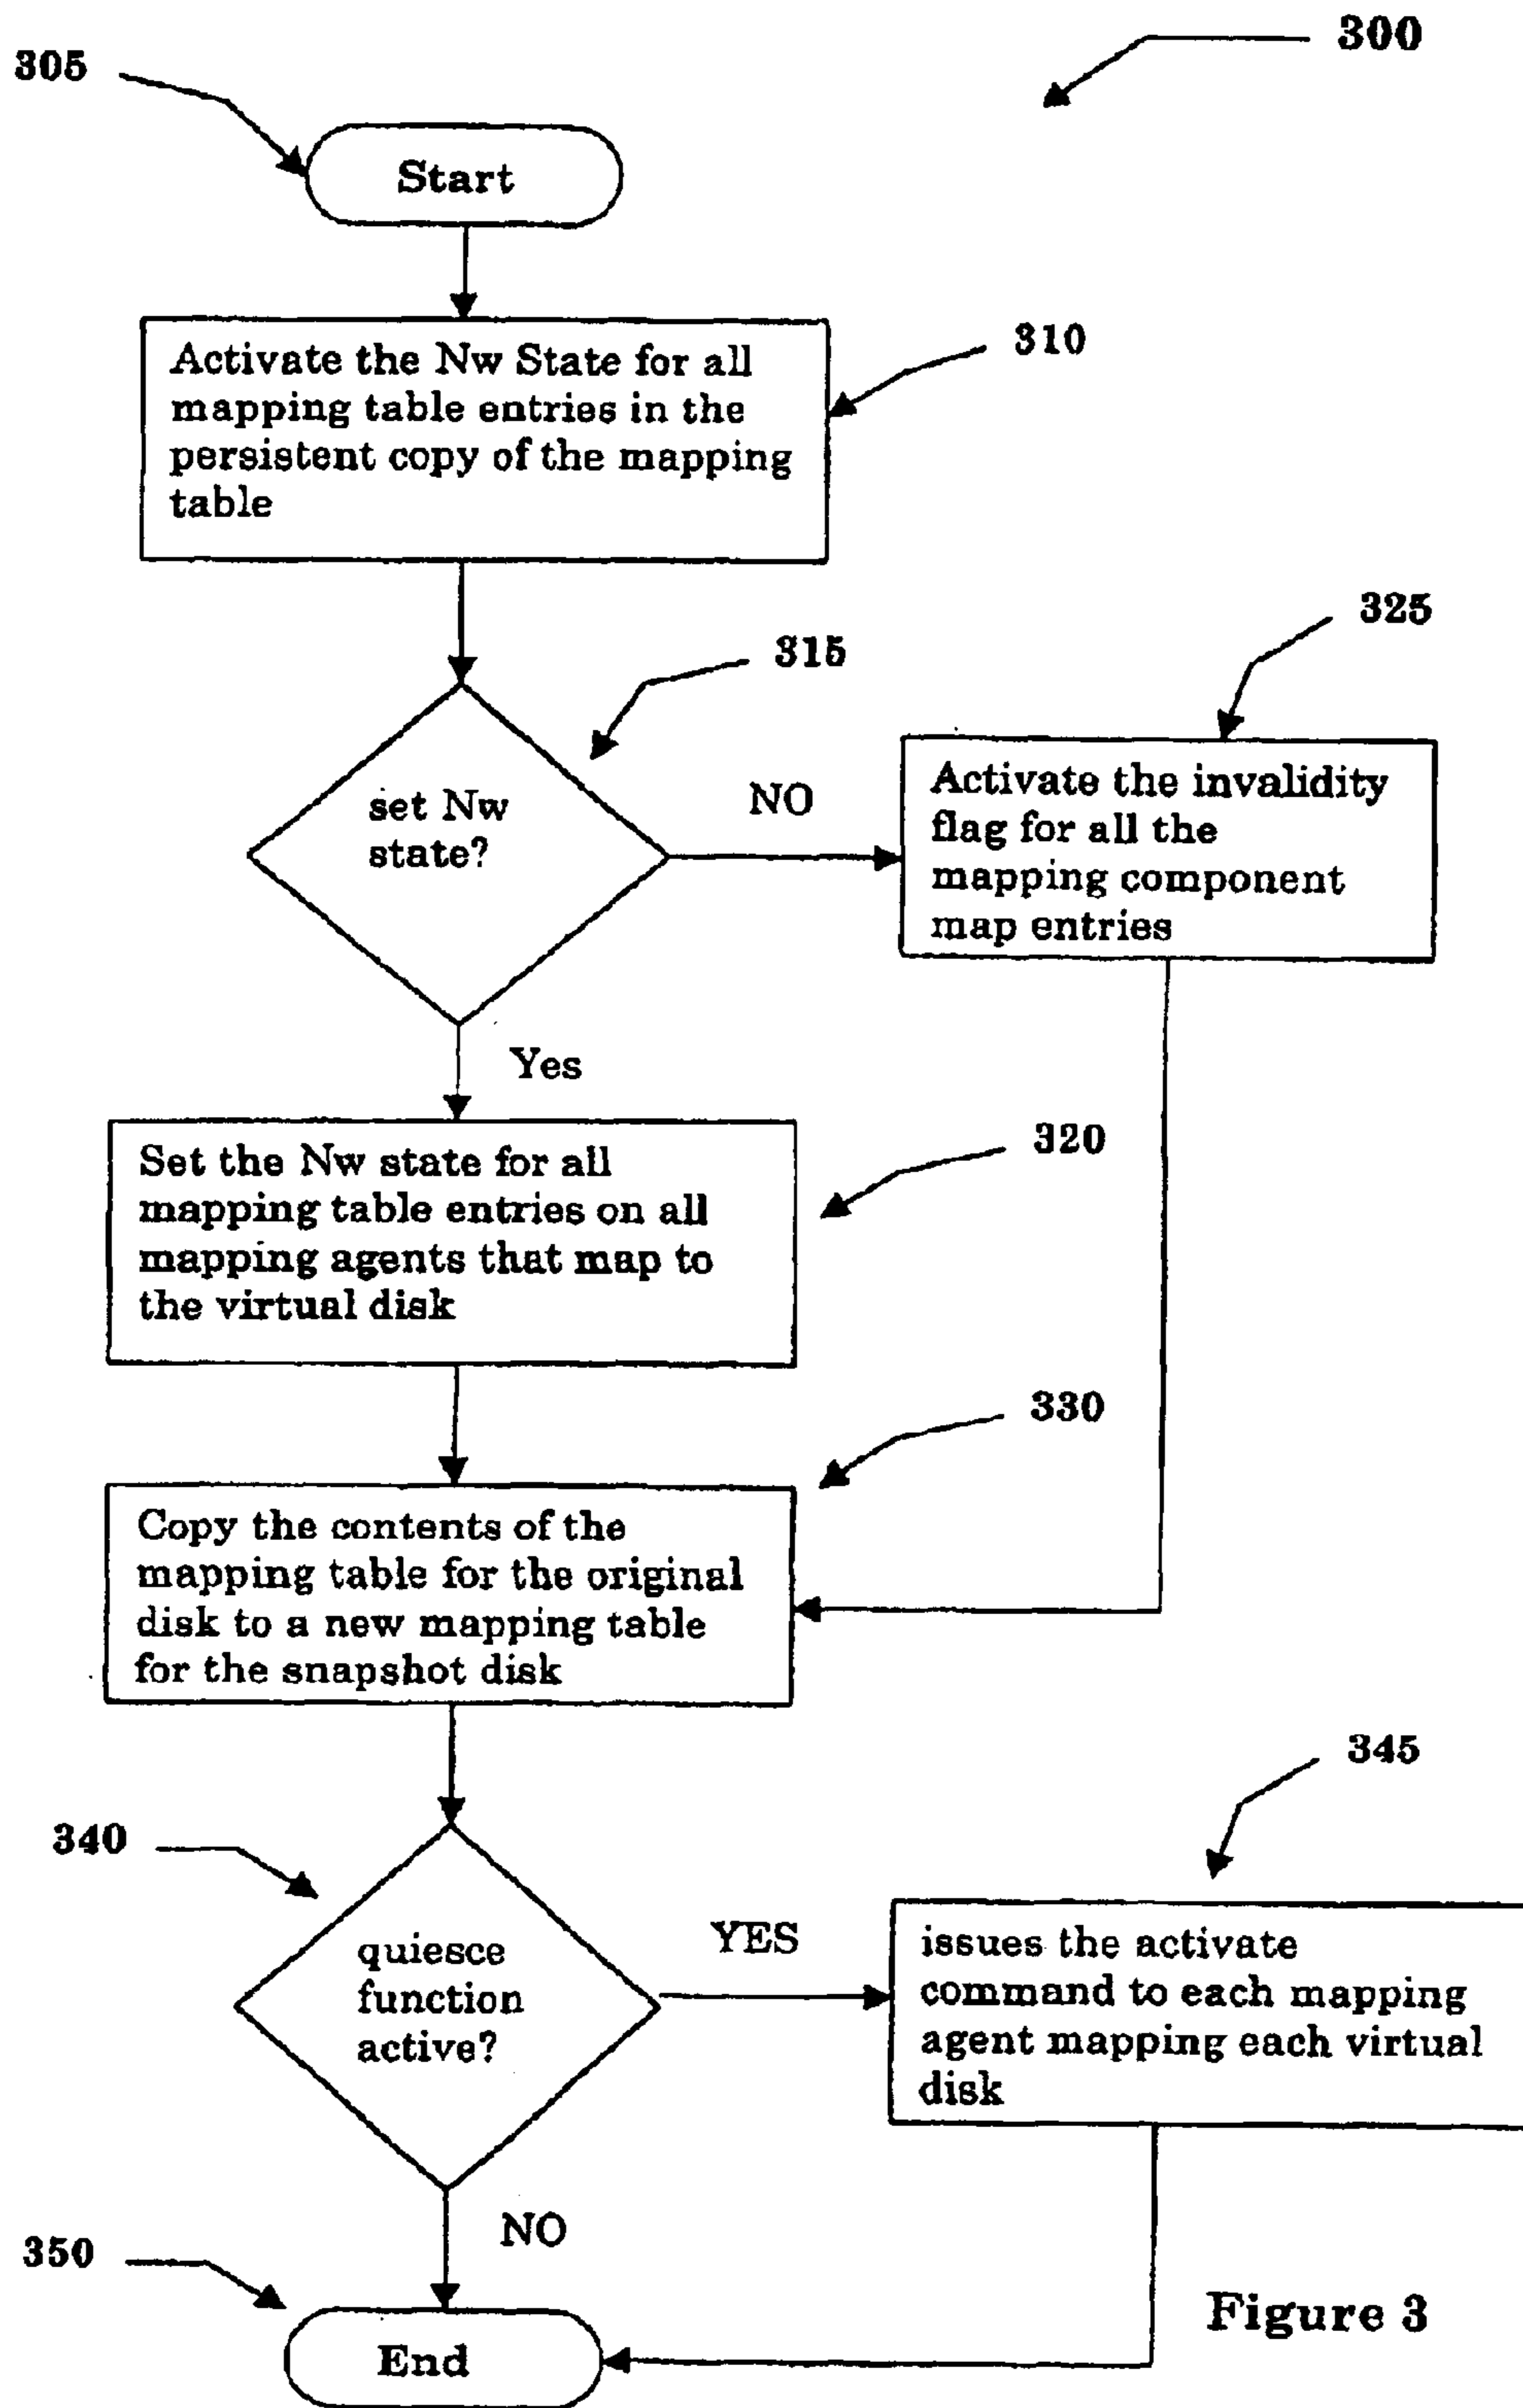 300
305
Start
Activate the Nw State for all
mapping table entries in the
persistent copy of the mapping
table
310
315
set Nw
state?
NO
325
Activate the invalidity
flag for all the
mapping component
map entries
Yes
Set the Nw state for all
mapping table entries on all
mapping agents that map to
the virtual disk
320
330
Copy the contents of the
mapping table for the original
disk to a new mapping table
for the snapshot disk
340
quiesce
function
active?
YES
345
issues the activate
command to each mapping
agent mapping each virtual
disk
NO
350
End
Figure 3